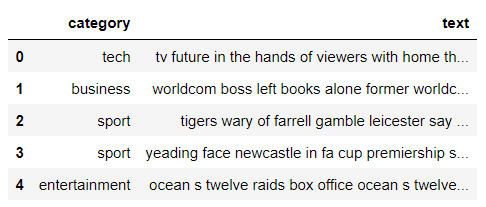 category text
0 tech tv future in the hands of viewers with home th...
1 business worldcom boss left books alone former worldc...
2 sport tigers wary of farrell gamble leicester say ...
3 sport yeading face newcastle in fa cup premiership s...
4 entertainment ocean s twelve raids box office ocean s twelve...